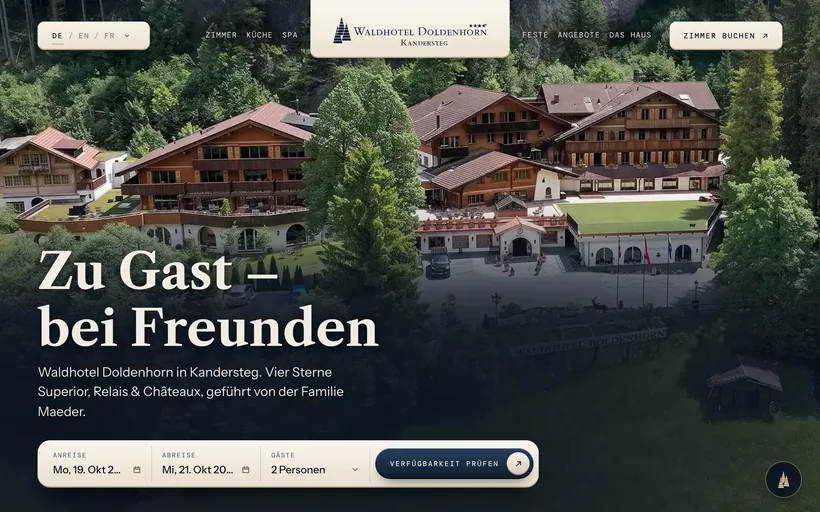 DE / EN / FR
ZIMMER KÜCHE SPA
WALDHOTEL DOLDENHORN
KANDERSTEG
FESTE ANGEBOTE DAS HAUS
ZIMMER BUCHEN
Zu Gast –
bei Freunden
Waldhotel Doldenhorn in Kandersteg. Vier Sterne
Superior, Relais & Châteaux, geführt von der Familie
Maeder.
ANREISE
Mo, 19. Okt 2...
ABREISE
Mi, 21. Okt 20...
GÄSTE
2 Personen
VERFÜGBARKEIT PRÜFEN
WALDHOTEL DOLDENHORN